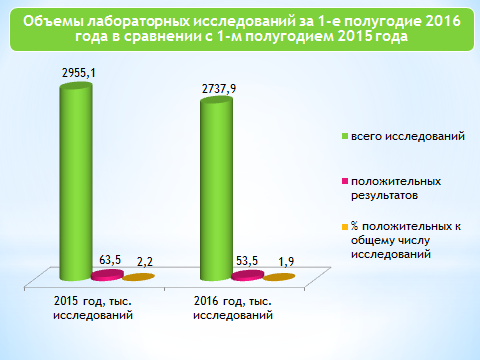 Объемы лабораторных исследований за 1-е полугодие 2016
года в сравнении с 1-м полугодием 2015 года
2955,1
2737,9
63,5
2,2
53,5
1,9
2015 год, тыс.
исследований
2016 год, тыс.
исследований
всего исследований
положительных
результатов
% положительных к
общему числу
исследований